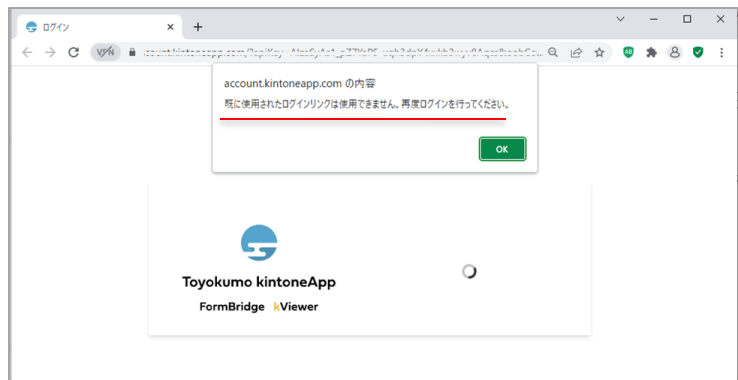 ログイン
VPN
account.kintoneapp.com の内容
既に使用されたログインリンクは使用できません。再度ログインを行ってください。
OK
Toyokumo kintoneApp
FormBridge kViewer